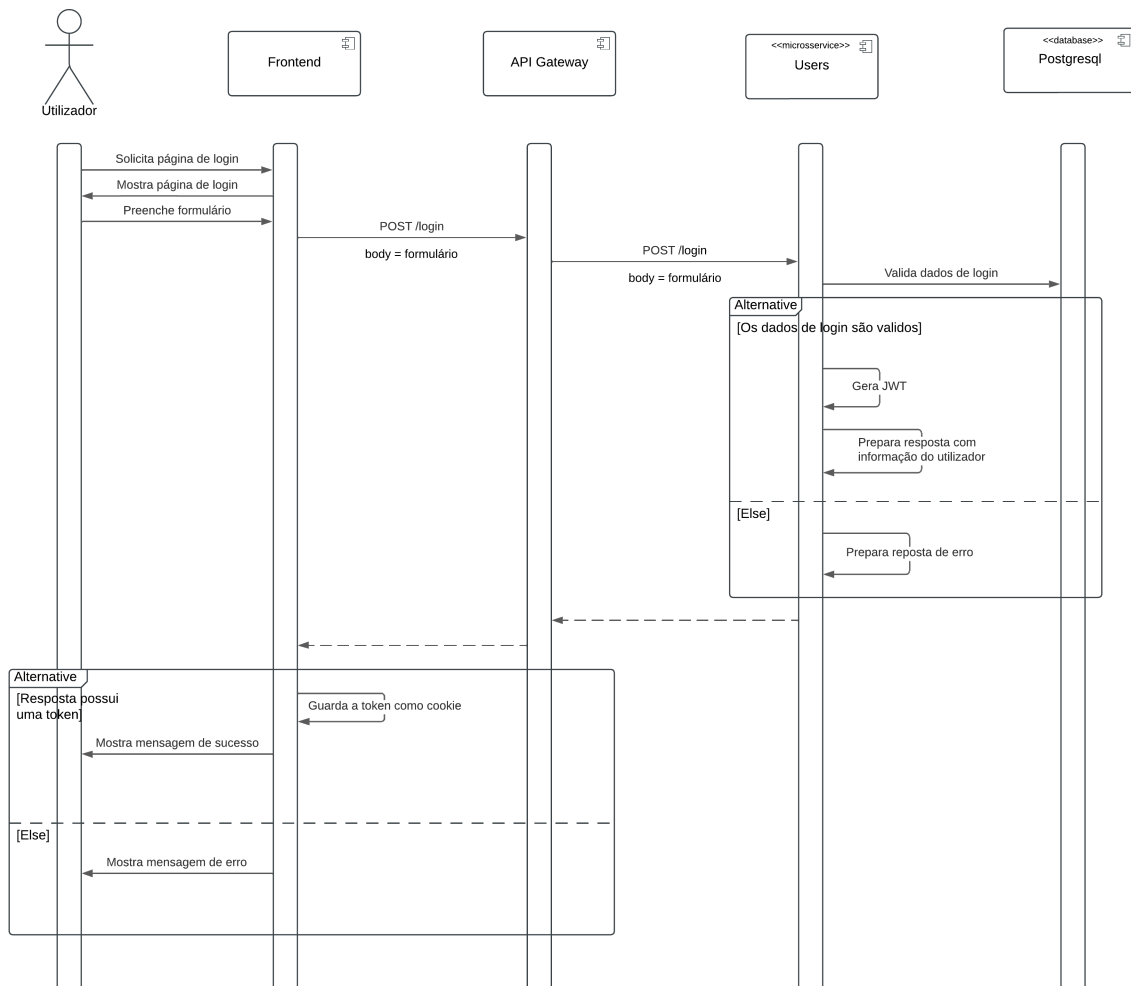 Utilizador
Frontend
API Gateway
<<microsservice>>
Users
<<database>>
Postgresql
Solicita página de login
Mostra página de login
Preenche formulário
POST /login
body = formulário
POST /login
body = formulário
Valida dados de login
Alternative
[Os dados de login são validos]
Gera JWT
Prepara resposta com
informação do utilizador
[Else]
Prepara reposta de erro
Alternative
[Resposta possui
uma token]
Guarda a token como cookie
Mostra mensagem de sucesso
[Else]
Mostra mensagem de erro